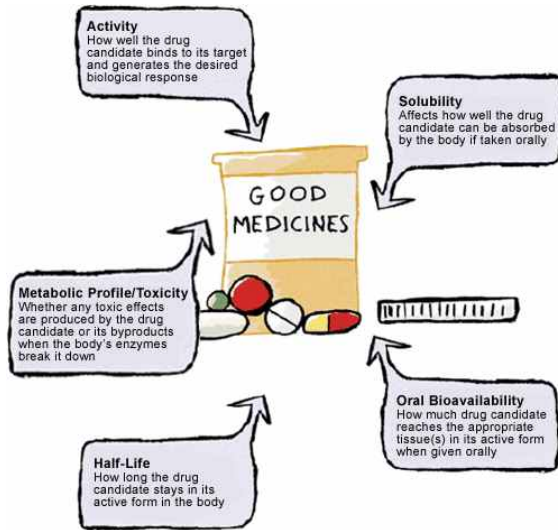 Activity
How well the drug
candidate binds to its target
and generates the desired
biological response
Solubility
Affects how well the drug
candidate can be absorbed
by the body if taken orally
GOOD
MEDICINES
Metabolic Profile/Toxicity
Whether any toxic effects
are produced by the drug
candidate or its byproducts
when the body's enzymes
break it down
Oral Bioavailability
How much drug candidate
reaches the appropriate
tissue(s) in its active form
when given orally
Half-Life
How long the drug
candidate stays in its
active form in the body